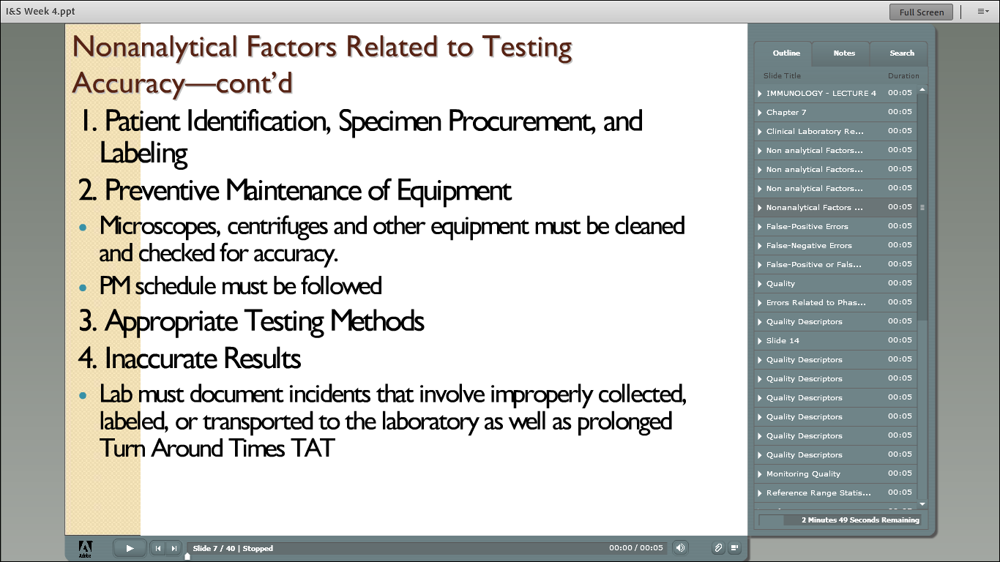 I&S Week 4.ppt
Full Screen
Nonanalytical Factors Related to Testing
Accuracy—cont’d
1. Patient Identification, Specimen Procurement, and
Labeling
2. Preventive Maintenance of Equipment
• Microscopes, centrifuges and other equipment must be cleaned
and checked for accuracy.
• PM schedule must be followed
3. Appropriate Testing Methods
4. Inaccurate Results
• Lab must document incidents that involve improperly collected,
labeled, or transported to the laboratory as well as prolonged
Turn Around Times TAT
Outline Notes Search
Slide Title Duration
IMMUNOLOGY - LECTURE 4 00:05
Chapter 7 00:05
Clinical Laboratory Re... 00:05
Non analytical Factors... 00:05
Non analytical Factors... 00:05
Non analytical Factors... 00:05
Nonanalytical Factors ... 00:05
False-Positive Errors 00:05
False-Negative Errors 00:05
False-Positive or Fals... 00:05
Quality 00:05
Errors Related to Phas... 00:05
Quality Descriptors 00:05
Slide 14 00:05
Quality Descriptors 00:05
Quality Descriptors 00:05
Quality Descriptors 00:05
Quality Descriptors 00:05
Quality Descriptors 00:05
Quality Descriptors 00:05
Monitoring Quality 00:05
Reference Range Statis... 00:05
2 Minutes 49 Seconds Remaining
Adobe
Slide 7 / 40 | Stopped 00:00 / 00:05